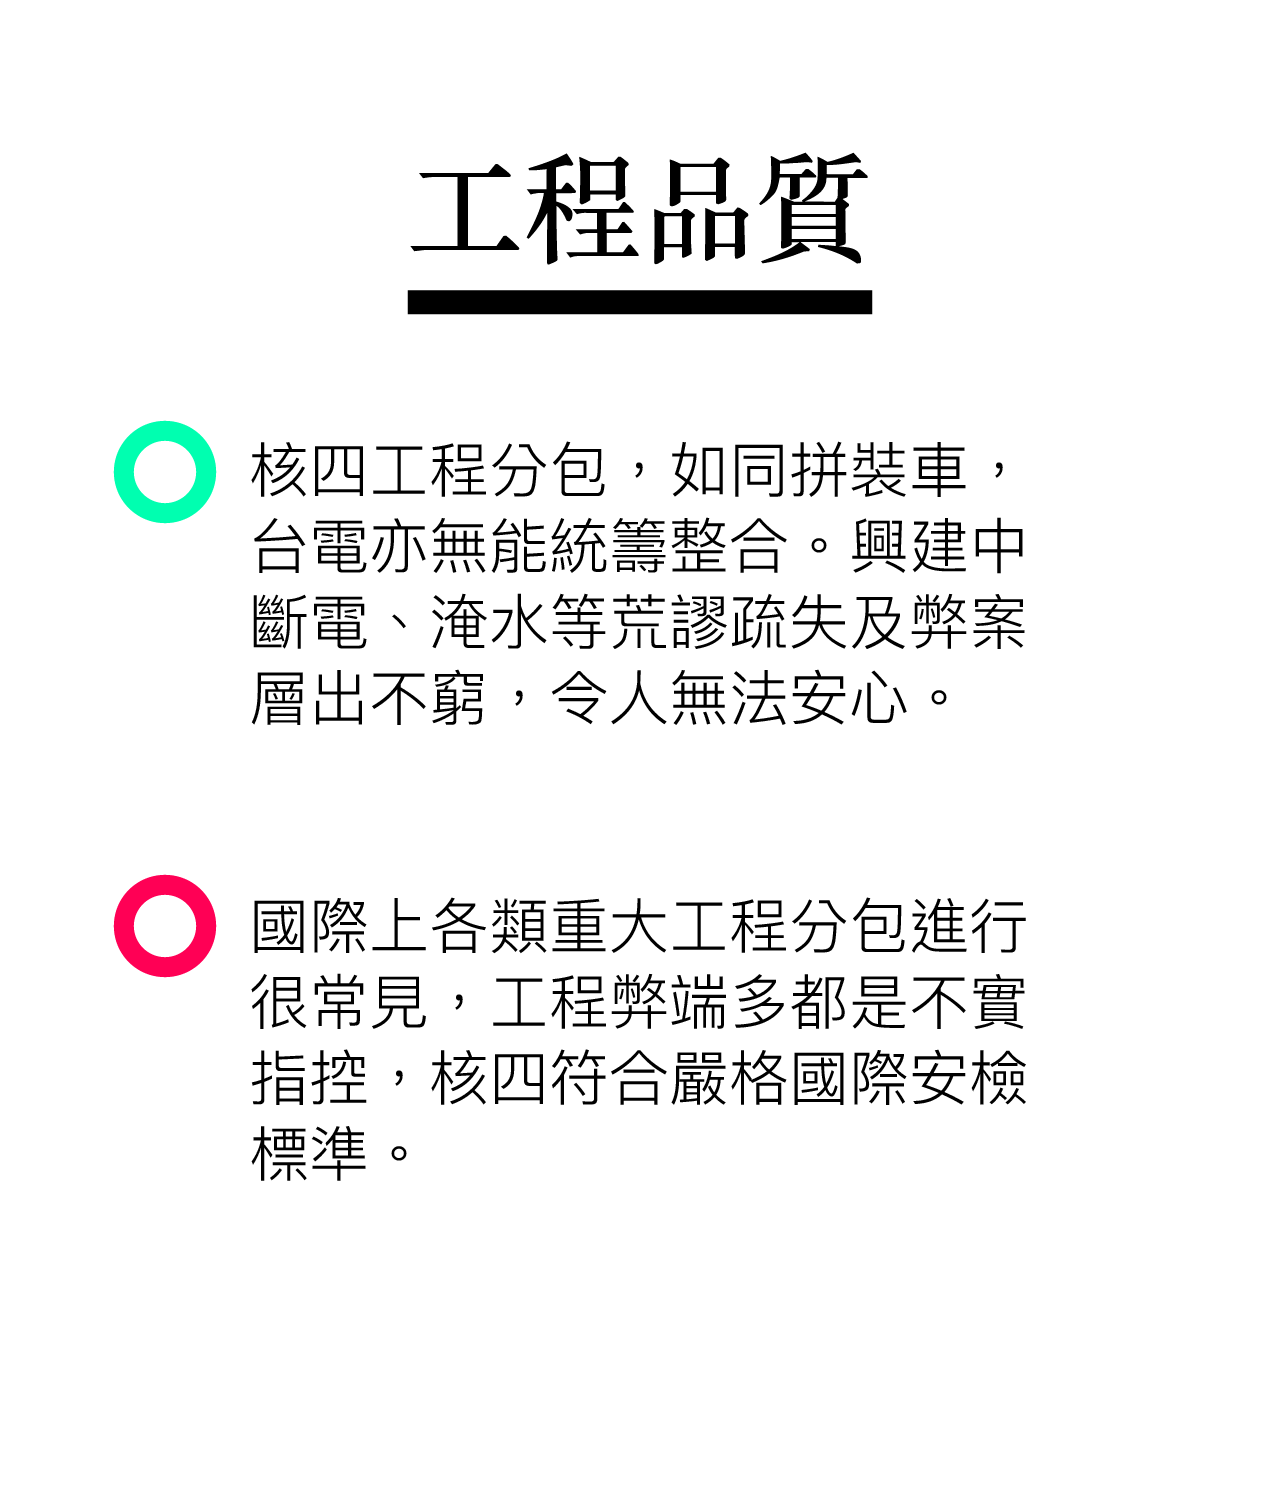 工程品質
核四工程分包，如同拼裝車，
台電亦無能統籌整合。興建中
斷電、淹水等荒謬疏失及弊案
層出不窮，令人無法安心。
國際上各類重大工程分包進行
很常見，工程弊端多都是不實
指控，核四符合嚴格國際安檢
標準。